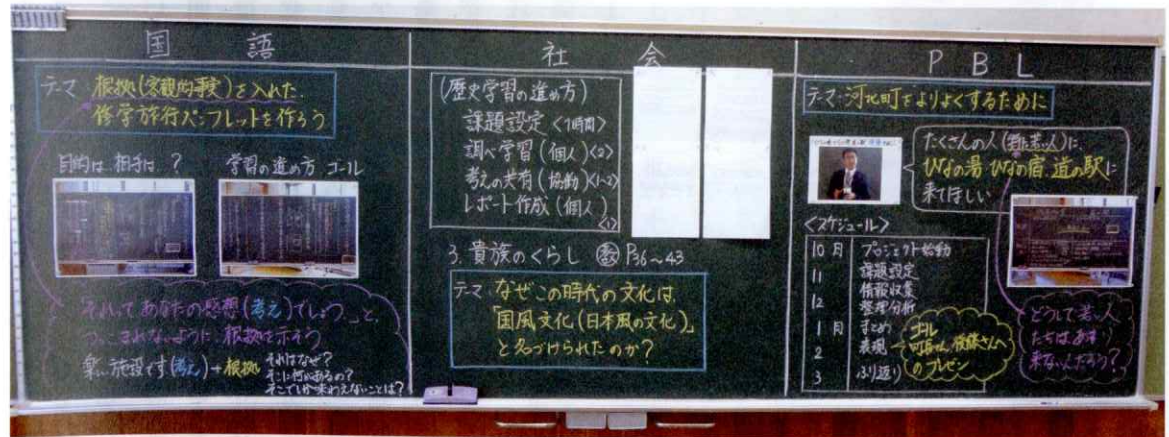 国語
テーマ 根拠(客観的事実)を入れた、
修学旅行パンフレットを作ろう
目的は、相手は ?
学習の進め方 ゴール
「それって あなたの感想(考え)でしょう。」と、
つっこまれないように、根拠を示そう
楽しい施設です(考え)+根拠
それはなぜ?
そこに何があるの?
そこでしか味わえないことは?
社会
(歴史学習の進め方)
課題設定 <1時間>
調べ学習(個人)<2>
考えの共有(協働)<1~2>
レポート作成(個人)
<1>
3. 貴族のくらし 教 P36~43
テーマ なぜこの時代の文化は、
「国風文化(日本風の文化)」
と名づけられたのか?
PBL
テーマ:河北町をよりよくするために
たくさんの人(特に若い人)に、
ひなの湯 ひなの宿、道の駅に
来てほしい
<スケジュール>
10月 プロジェクト始動
11 課題設定
情報収集
12 整理分析
1月 まとめ
2 表現
3 ふり返り
ゴール
町長さん、後藤さんへ
のプレゼン
どうして若い人
たちはあまり
来ないんだろう?